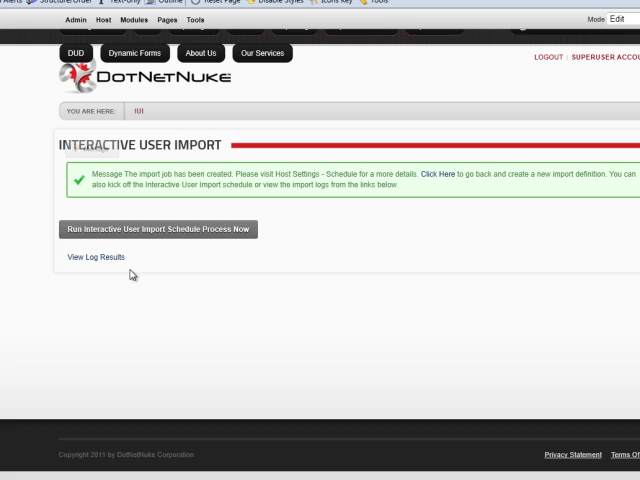 Structure/Order Text-only Outline Reset Page Disable Styles Icons Key Tools
Admin Host Modules Pages Tools Mode Edit
DUD Dynamic Forms About Us Our Services
LOGOUT | SUPERUSER
DOTNETNUKE
YOU ARE HERE: IUI
INTERACTIVE USER IMPORT
Message The import job has been created. Please visit Host Settings - Schedule for a more details. Click Here to go back and create a new import definition. You can
also kick off the Interactive User Import schedule or view the import logs from the links below.
Run Interactive User Import Schedule Process Now
View Log Results
Copyright 2011 by DotNetNuke Corporation Privacy Statement Terms Of